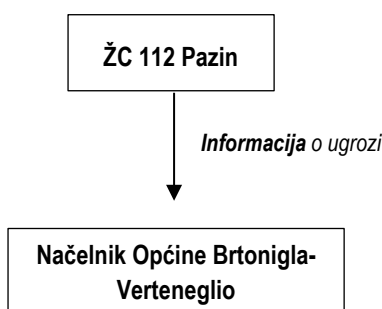 ŽC 112 Pazin
Informacija o ugrozi
Načelnik Općine Brtonigla-
Verteneglio